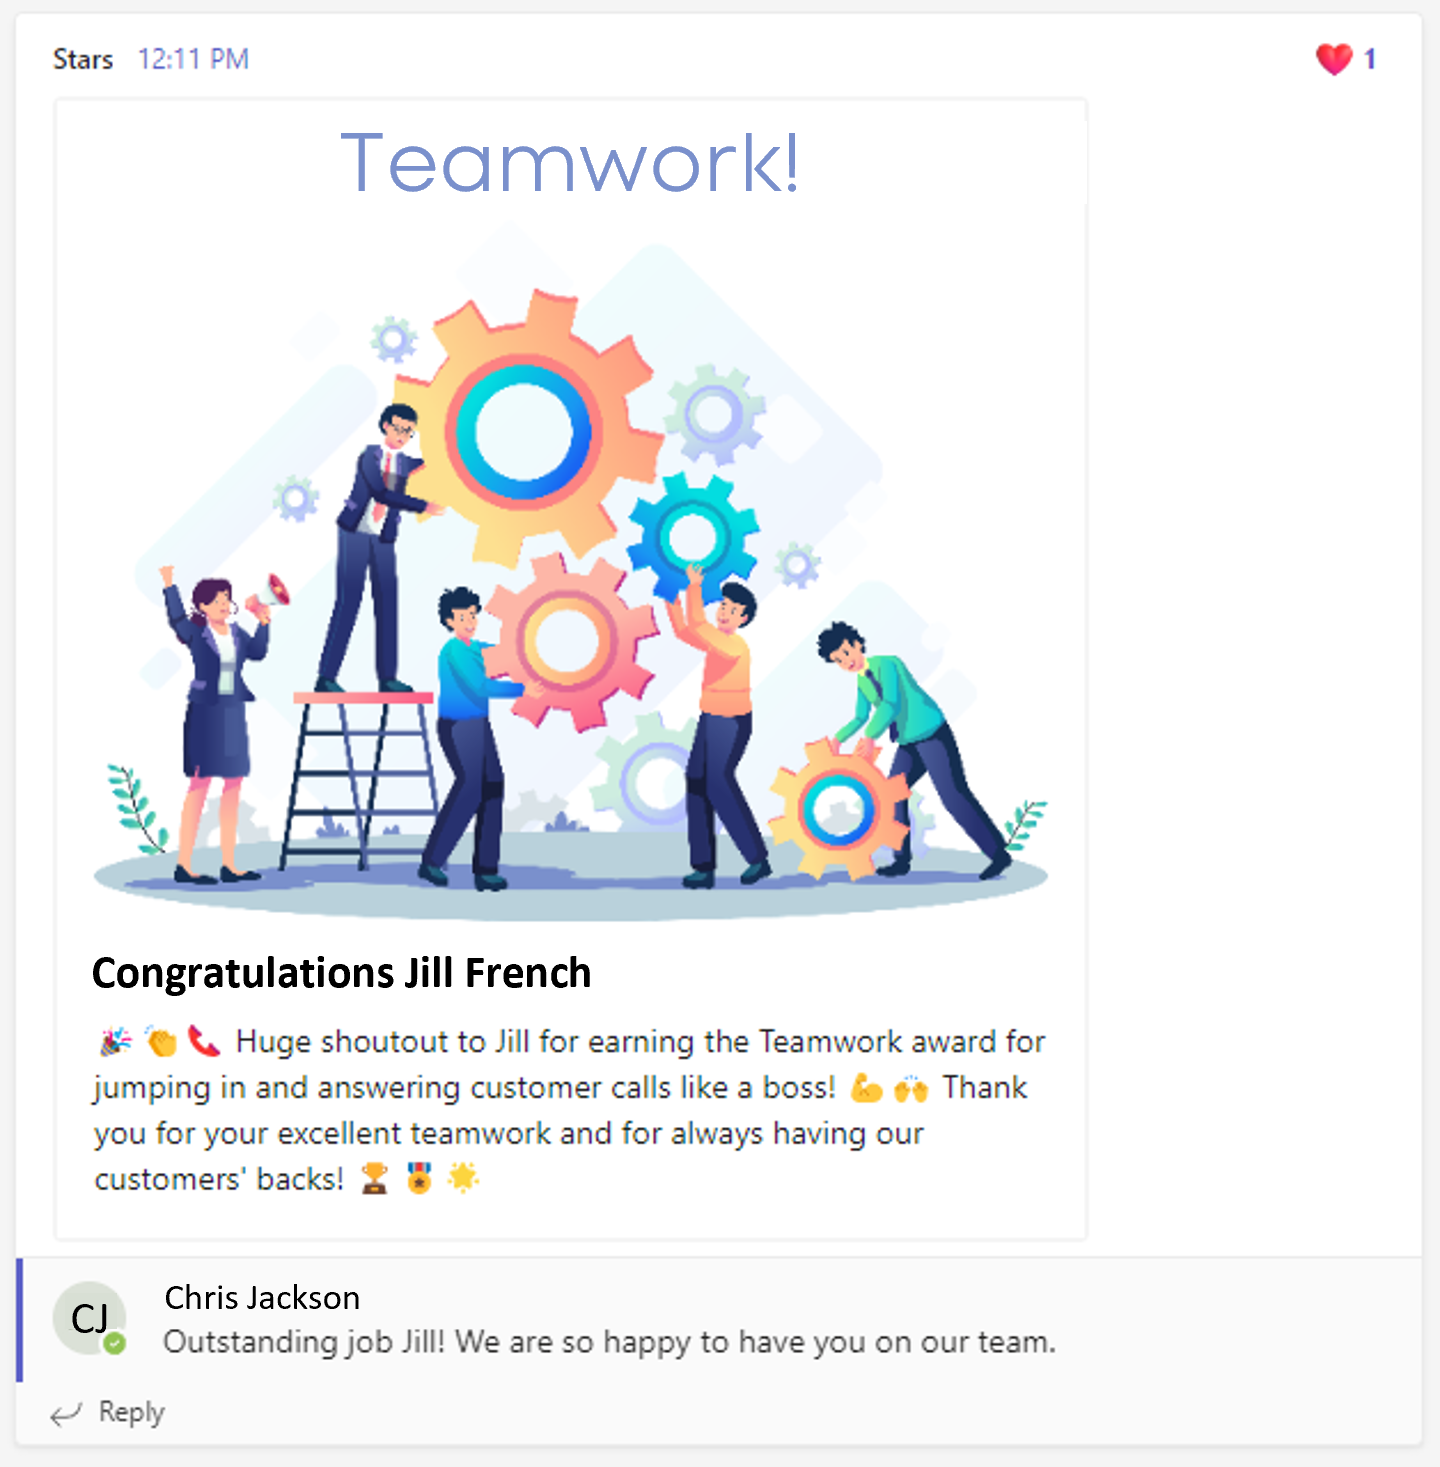 Stars 12:11 PM ❤️ 1
Teamwork!
Congratulations Jill French
🎉 👏 📞 Huge shoutout to Jill for earning the Teamwork award for
jumping in and answering customer calls like a boss! 💪 🙌 Thank
you for your excellent teamwork and for always having our
customers' backs! 🏆 🏅 🌟
CJ Chris Jackson
Outstanding job Jill! We are so happy to have you on our team.
Reply